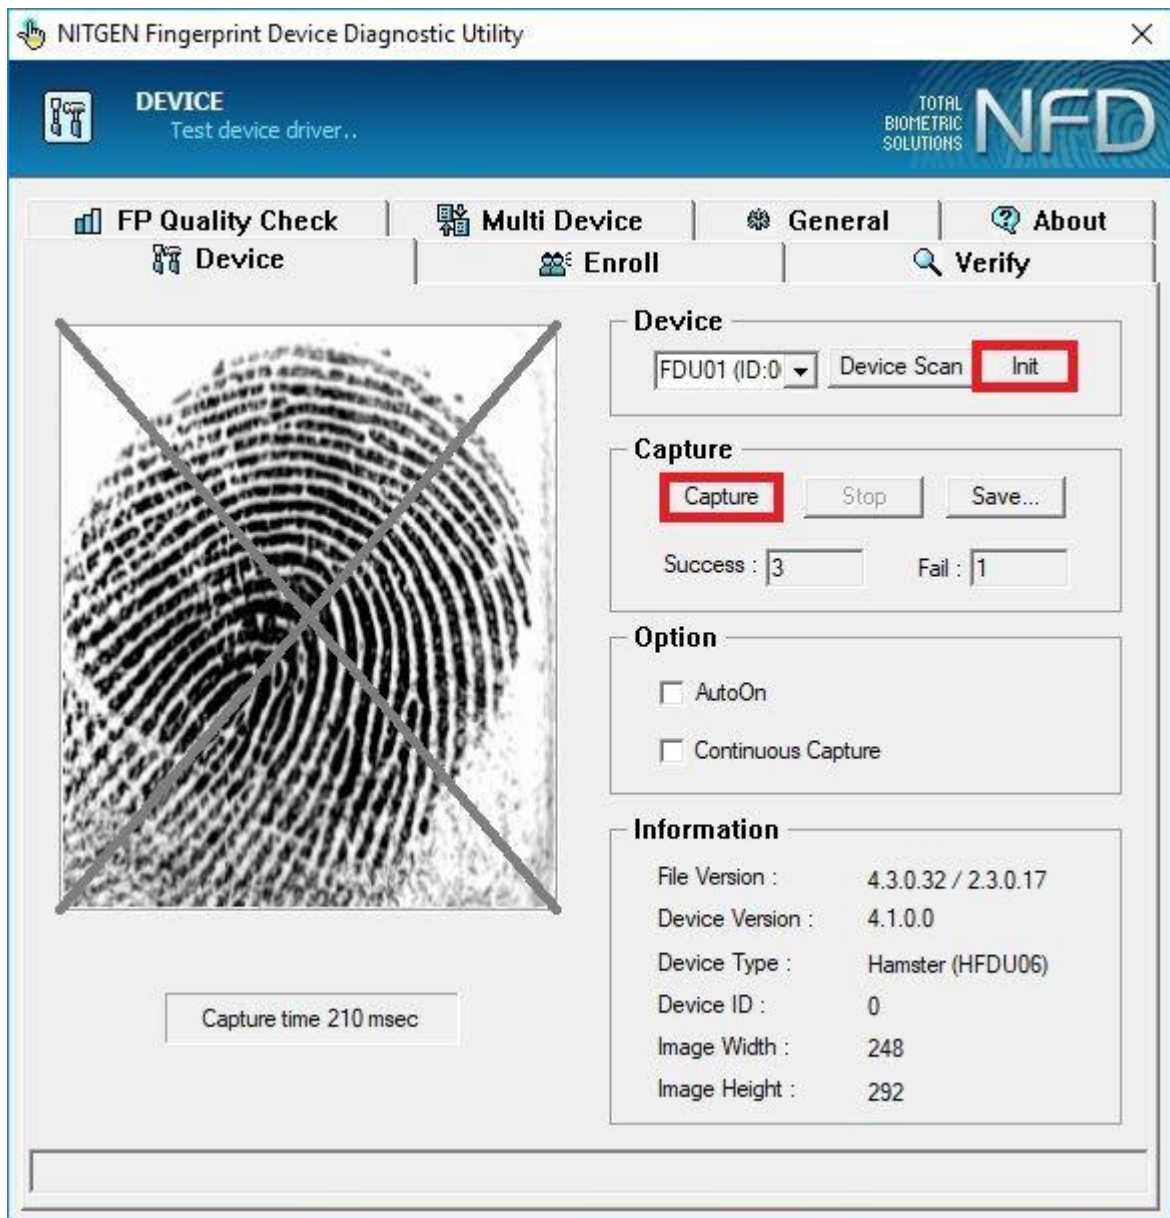 NITGEN Fingerprint Device Diagnostic Utility
DEVICE
Test device driver..
TOTAL
BIOMETRIC
SOLUTIONS
NFD
FP Quality Check
Multi Device
General
About
Device
Enroll
Verify
Device
FDU01 (ID:0
Device Scan
Init
Capture
Capture
Stop
Save...
Success : 3
Fail : 1
Option
AutoOn
Continuous Capture
Information
File Version : 4.3.0.32 / 2.3.0.17
Device Version : 4.1.0.0
Device Type : Hamster (HFDU06)
Device ID : 0
Image Width : 248
Image Height : 292
Capture time 210 msec